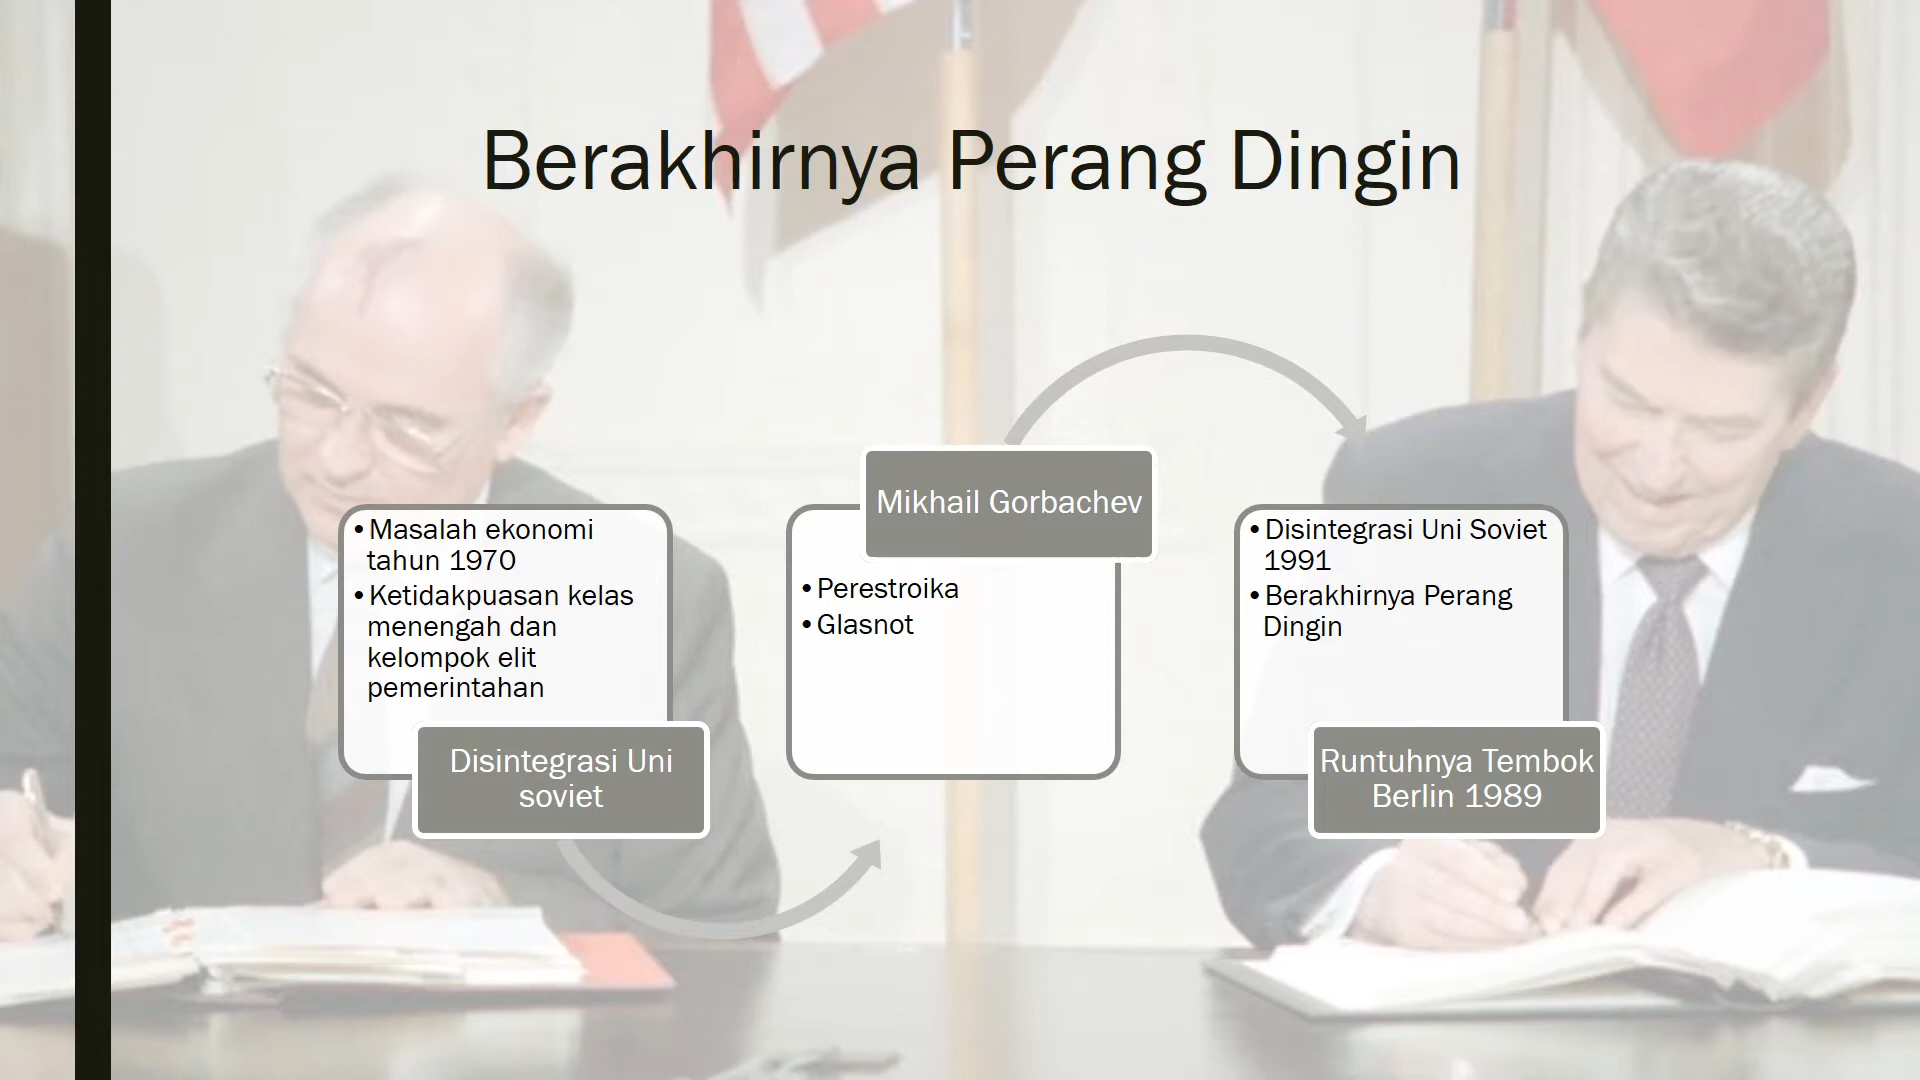 Berakhirnya Perang Dingin
•Masalah ekonomi
tahun 1970
•Ketidakpuasan kelas
menengah dan
kelompok elit
pemerintahan
Disintegrasi Uni
soviet
Mikhail Gorbachev
•Perestroika
•Glasnot
•Disintegrasi Uni Soviet
1991
•Berakhirnya Perang
Dingin
Runtuhnya Tembok
Berlin 1989